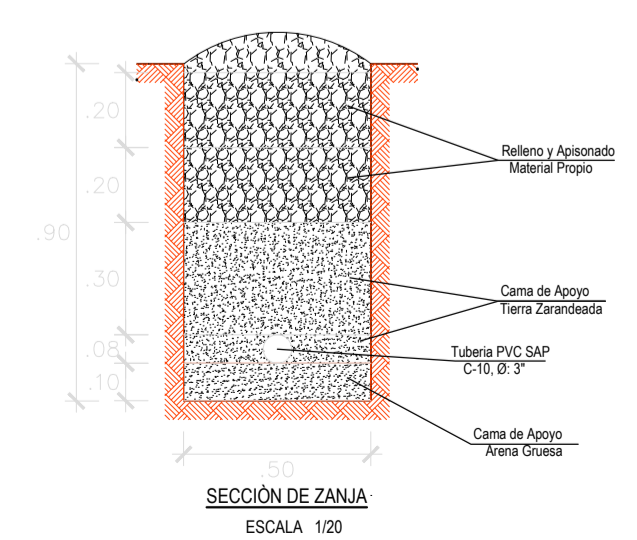 .20
.20
.90
.30
.08
.10
.50
Relleno y Apisonado
Material Propio
Cama de Apoyo
Tierra Zarandeada
Tuberia PVC SAP
C-10, Ø: 3"
Cama de Apoyo
Arena Gruesa
SECCIÒN DE ZANJA
ESCALA 1/20